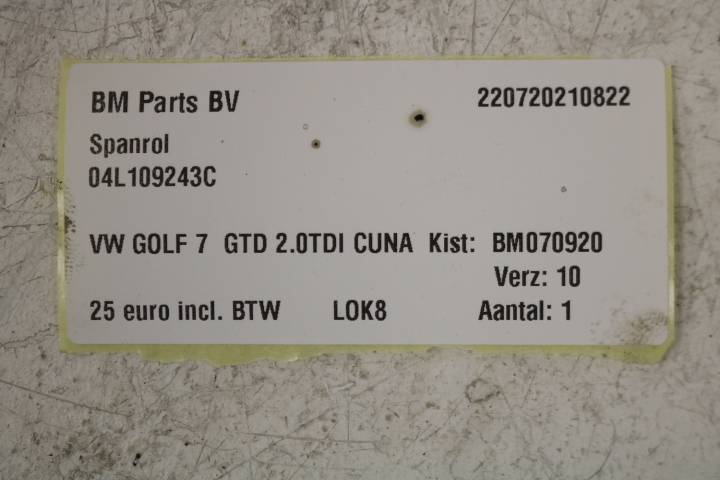 BM Parts BV 220720210822
Spanrol
04L109243C
VW GOLF 7 GTD 2.0TDI CUNA Kist: BM070920
Verz: 10
25 euro incl. BTW LOK8 Aantal: 1